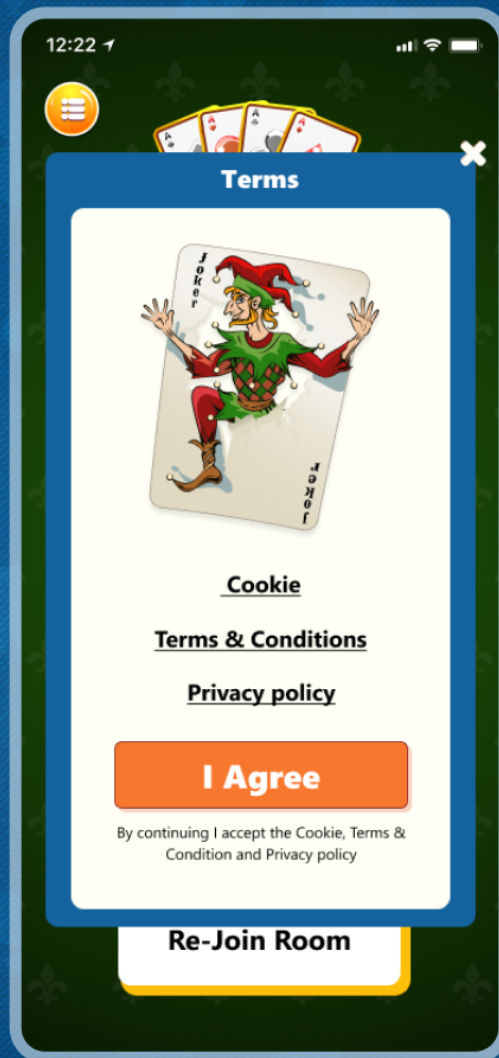 12:22
A
A
A
A
Terms
Joker
Joker
Cookie
Terms & Conditions
Privacy policy
I Agree
By continuing I accept the Cookie, Terms &
Condition and Privacy policy
Re-Join Room